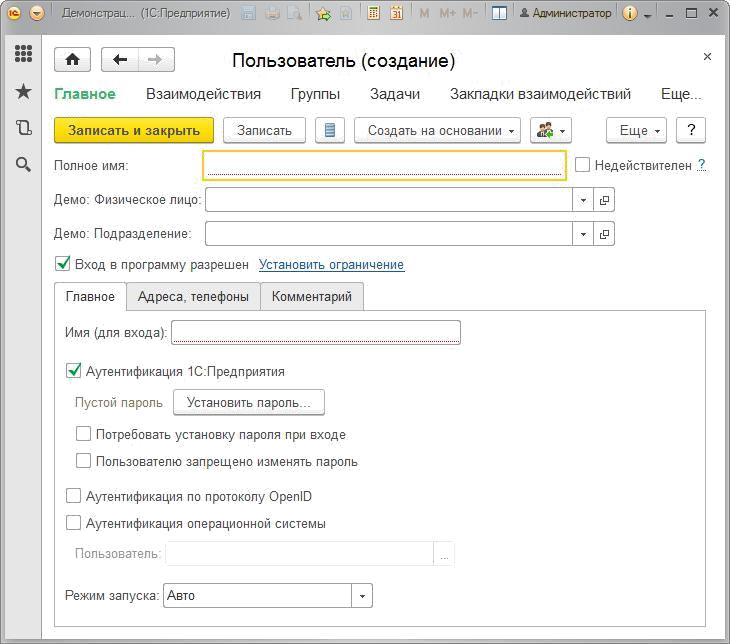 Демонстрац... (1С:Предприятие) M M+ M- Администратор
Пользователь (создание)
Главное Взаимодействия Группы Задачи Закладки взаимодействий Еще...
Записать и закрыть Записать Создать на основании Еще ?
Полное имя: Недействителен ?
Демо: Физическое лицо:
Демо: Подразделение:
Вход в программу разрешен Установить ограничение
Главное Адреса, телефоны Комментарий
Имя (для входа):
Аутентификация 1С:Предприятия
Пустой пароль Установить пароль...
Потребовать установку пароля при входе
Пользователю запрещено изменять пароль
Аутентификация по протоколу OpenID
Аутентификация операционной системы
Пользователь: ...
Режим запуска: Авто